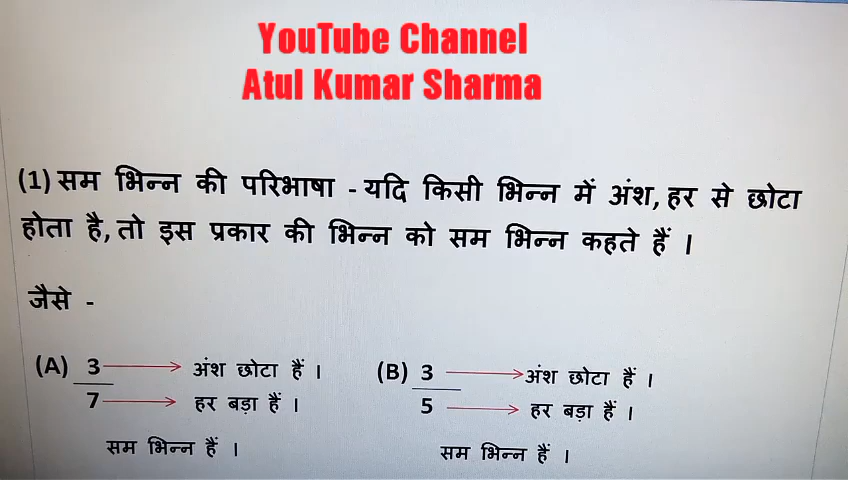 YouTube Channel
Atul Kumar Sharma
(1) सम भिन्न की परिभाषा - यदि किसी भिन्न में अंश, हर से छोटा
होता है, तो इस प्रकार की भिन्न को सम भिन्न कहते हैं ।
जैसे -
(A) 3 अंश छोटा हैं । (B) 3 अंश छोटा हैं ।
7 हर बड़ा हैं । 5 हर बड़ा हैं ।
सम भिन्न हैं । सम भिन्न हैं ।